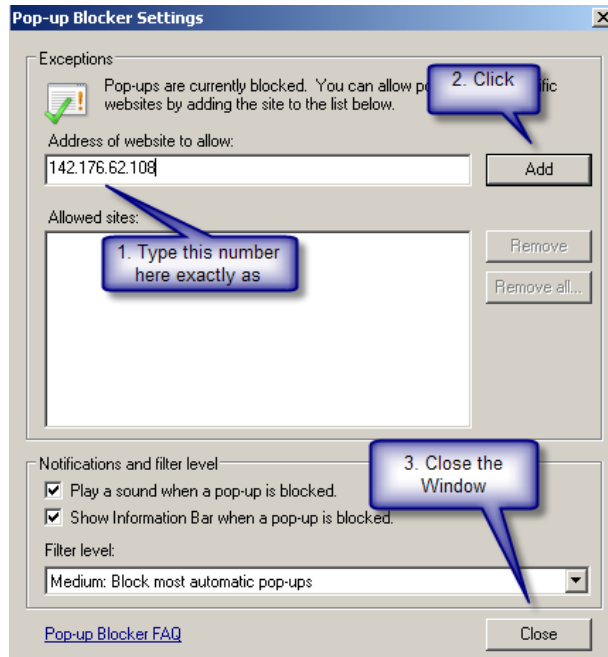 Pop-up Blocker Settings
Exceptions
Pop-ups are currently blocked. You can allow
websites by adding the site to the list below.
2. Click
Address of website to allow:
142.176.62.108
Add
Allowed sites:
1. Type this number
here exactly as
Remove
Remove all...
Notifications and filter level
3. Close the
Window
Play a sound when a pop-up is blocked.
Show Information Bar when a pop-up is blocked.
Filter level:
Medium: Block most automatic pop-ups
Pop-up Blocker FAQ
Close